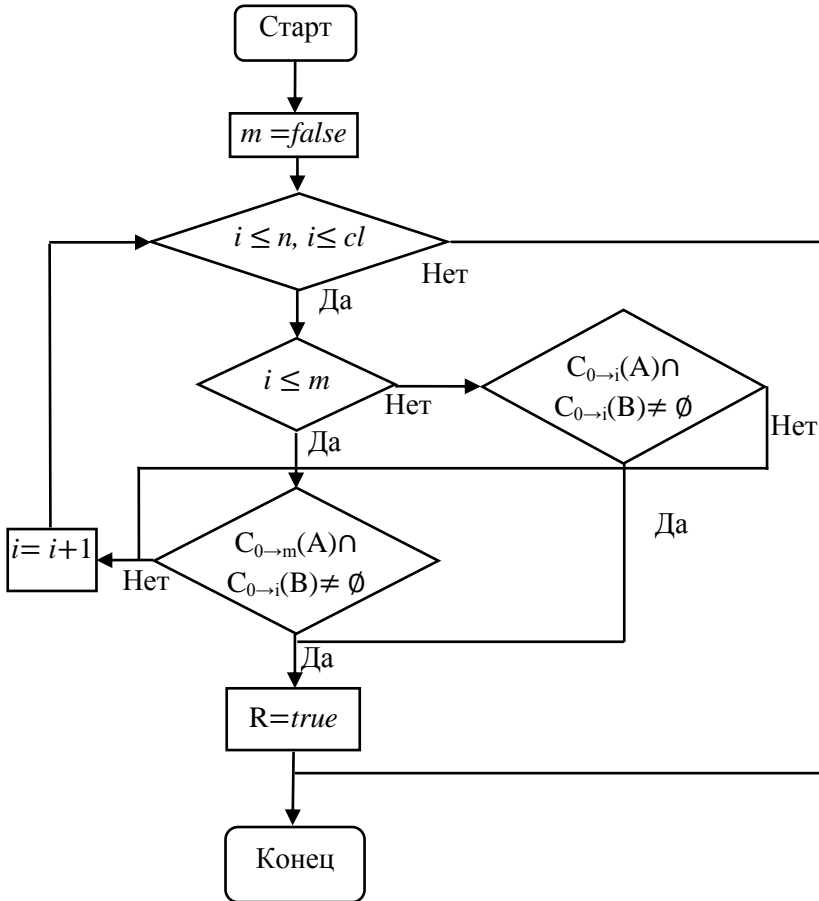 Старт
m =false
i ≤ n, i≤ cl
Нет
Да
i ≤ m
Нет
C₀→ᵢ(A)∩
C₀→ᵢ(B)≠ ∅
Нет
Да
Да
C₀→ₘ(A)∩
C₀→ᵢ(B)≠ ∅
i= i+1
Нет
Да
R=true
Конец